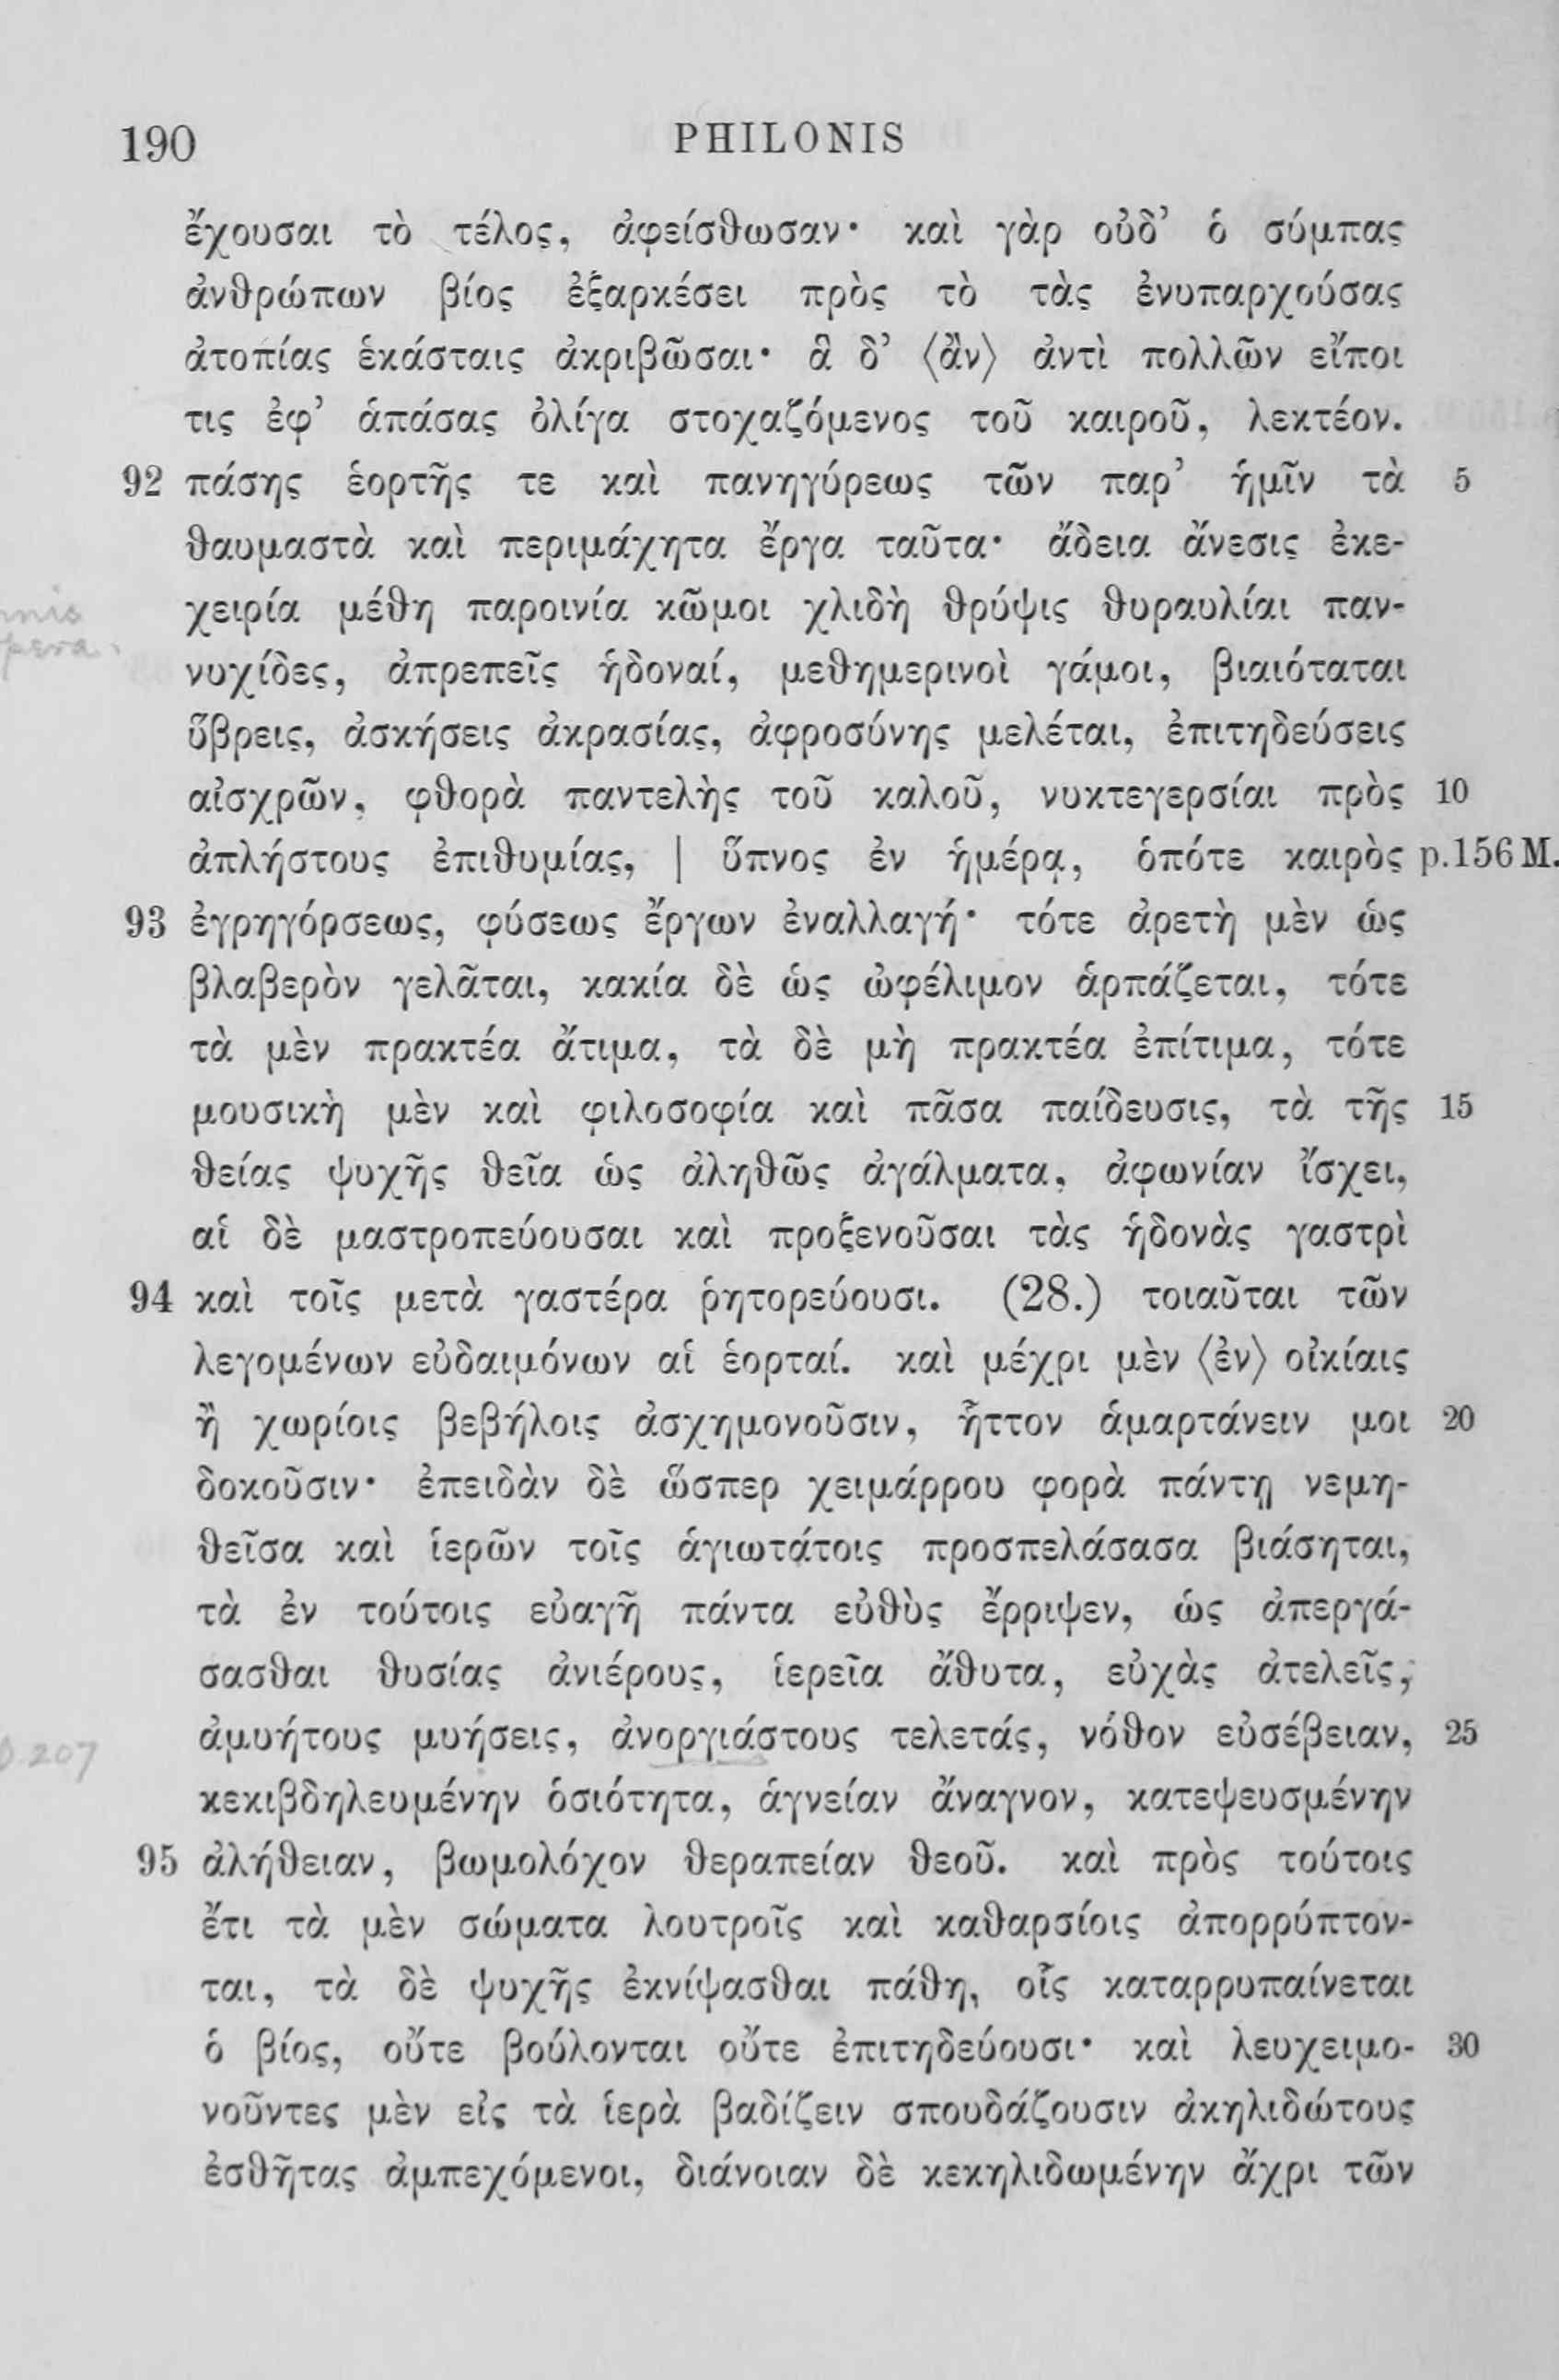 190 PHILONIS
ἔχουσαι τὸ τέλος, ἀφείσθωσαν· καὶ γὰρ οὐδ’ ὁ σύμπας
ἀνθρώπων βίος ἐξαρκέσει πρὸς τὸ τὰς ἐνυπαρχούσας
ἀτοπίας ἑκάσταις ἀκριβῶσαι· ἃ δ’ ⟨ἂν⟩ ἀντὶ πολλῶν εἴποι
τις ἐφ’ ἁπάσας ὀλίγα στοχαζόμενος τοῦ καιροῦ, λεκτέον.
92 πάσης ἑορτῆς τε καὶ πανηγύρεως τῶν παρ’ ἡμῖν τὰ 5
θαυμαστὰ καὶ περιμάχητα ἔργα ταῦτα· ἄδεια ἄνεσις ἐκε-
χειρία μέθη παροινία κῶμοι χλιδὴ θρύψις θυραυλίαι παν-
νυχίδες, ἀπρεπεῖς ἡδοναί, μεθημερινοὶ γάμοι, βιαιόταται
ὕβρεις, ἀσκήσεις ἀκρασίας, ἀφροσύνης μελέται, ἐπιτηδεύσεις
αἰσχρῶν, φθορὰ παντελὴς τοῦ καλοῦ, νυκτεγερσίαι πρὸς 10
ἀπλήστους ἐπιθυμίας, | ὕπνος ἐν ἡμέρᾳ, ὁπότε καιρὸς p.156 M.
93 ἐγρηγόρσεως, φύσεως ἔργων ἐναλλαγή· τότε ἀρετὴ μὲν ὡς
βλαβερὸν γελᾶται, κακία δὲ ὡς ὠφέλιμον ἁρπάζεται, τότε
τὰ μὲν πρακτέα ἄτιμα, τὰ δὲ μὴ πρακτέα ἐπίτιμα, τότε
μουσικὴ μὲν καὶ φιλοσοφία καὶ πᾶσα παίδευσις, τὰ τῆς 15
θείας ψυχῆς θεῖα ὡς ἀληθῶς ἀγάλματα, ἀφωνίαν ἴσχει,
αἱ δὲ μαστροπεύουσαι καὶ προξενοῦσαι τὰς ἡδονὰς γαστρὶ
94 καὶ τοῖς μετὰ γαστέρα ῥητορεύουσι. (28.) τοιαῦται τῶν
λεγομένων εὐδαιμόνων αἱ ἑορταί. καὶ μέχρι μὲν ⟨ἐν⟩ οἰκίαις
ἢ χωρίοις βεβήλοις ἀσχημονοῦσιν, ἧττον ἁμαρτάνειν μοι 20
δοκοῦσιν· ἐπειδὰν δὲ ὥσπερ χειμάρρου φορὰ πάντῃ νεμη-
θεῖσα καὶ ἱερῶν τοῖς ἁγιωτάτοις προσπελάσασα βιάσηται,
τὰ ἐν τούτοις εὐαγῆ πάντα εὐθὺς ἔρριψεν, ὡς ἀπεργά-
σασθαι θυσίας ἀνιέρους, ἱερεῖα ἄθυτα, εὐχὰς ἀτελεῖς,
ἀμυήτους μυήσεις, ἀνοργιάστους τελετάς, νόθον εὐσέβειαν, 25
κεκιβδηλευμένην ὁσιότητα, ἁγνείαν ἄναγνον, κατεψευσμένην
95 ἀλήθειαν, βωμολόχον θεραπείαν θεοῦ. καὶ πρὸς τούτοις
ἔτι τὰ μὲν σώματα λουτροῖς καὶ καθαρσίοις ἀπορρύπτον-
ται, τὰ δὲ ψυχῆς ἐκνίψασθαι πάθη, οἷς καταρρυπαίνεται
ὁ βίος, οὔτε βούλονται οὔτε ἐπιτηδεύουσι· καὶ λευχειμο- 30
νοῦντες μὲν εἰς τὰ ἱερὰ βαδίζειν σπουδάζουσιν ἀκηλιδώτους
ἐσθῆτας ἀμπεχόμενοι, διάνοιαν δὲ κεκηλιδωμένην ἄχρι τῶν
207